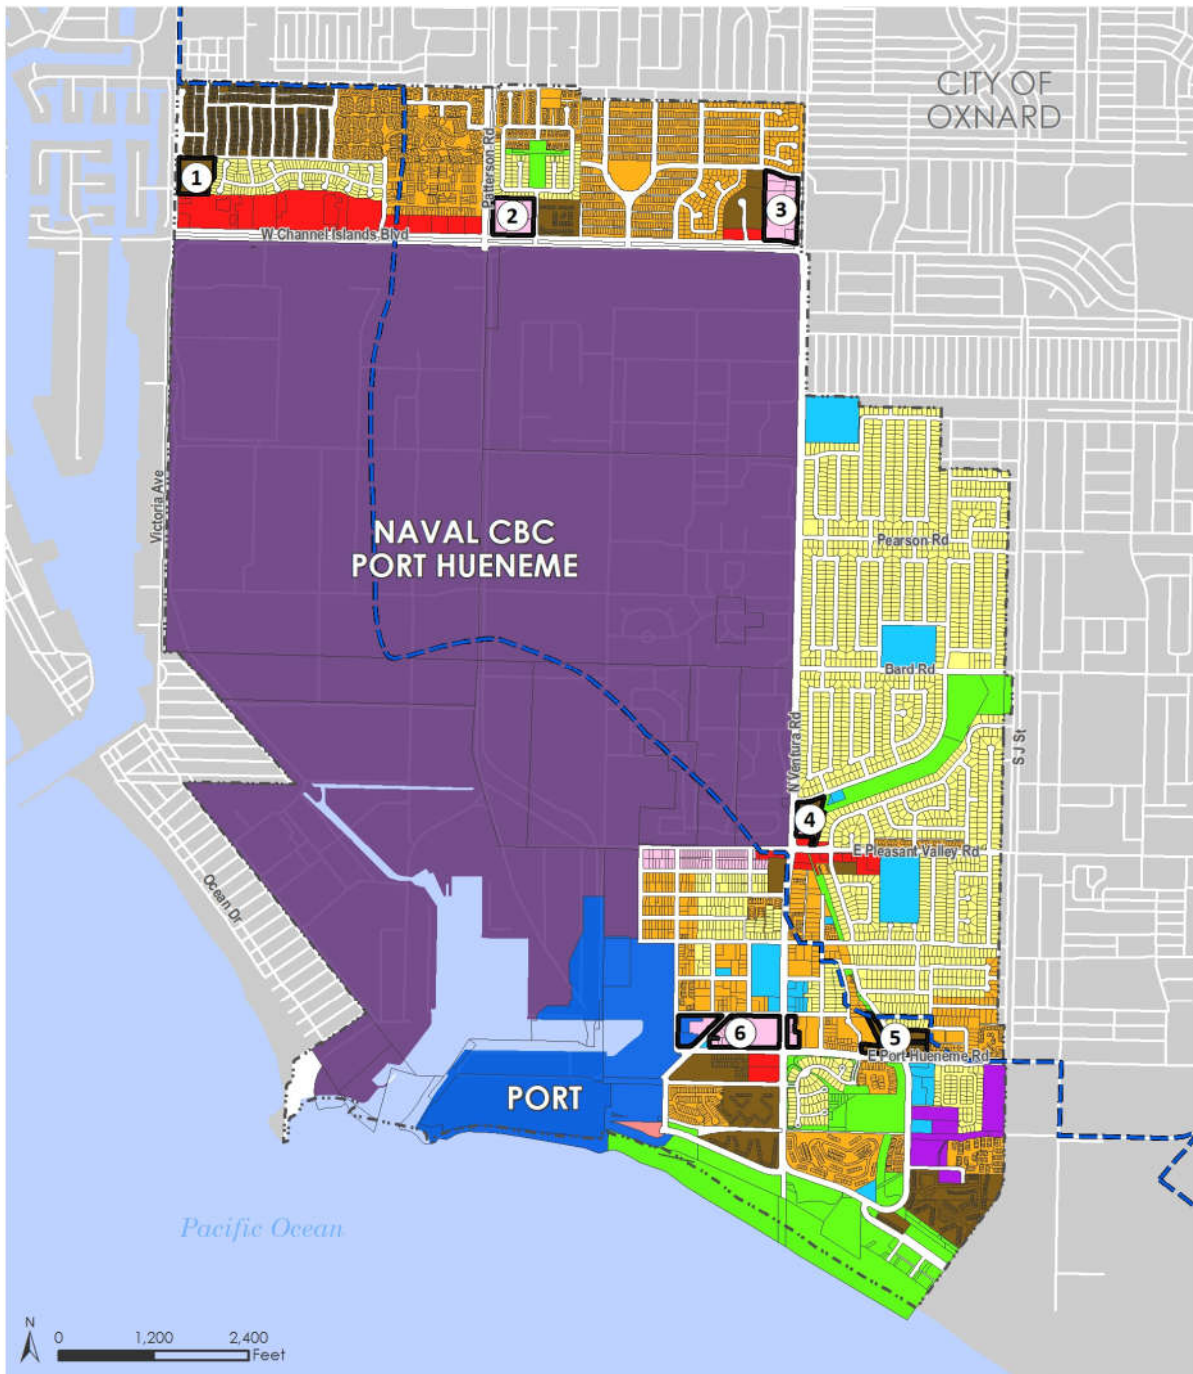 CITY OF
OXNARD
Patterson Rd
1
2
3
W Channel Islands Blvd
Victoria Ave
NAVAL CBC
PORT HUENEME
Pearson Rd
Bard Rd
N Ventura Rd
S J St
4
E Pleasant Valley Rd
Ocean Dr
6
5
E Port Hueneme Rd
PORT
Pacific Ocean
N
0 1,200 2,400
Feet